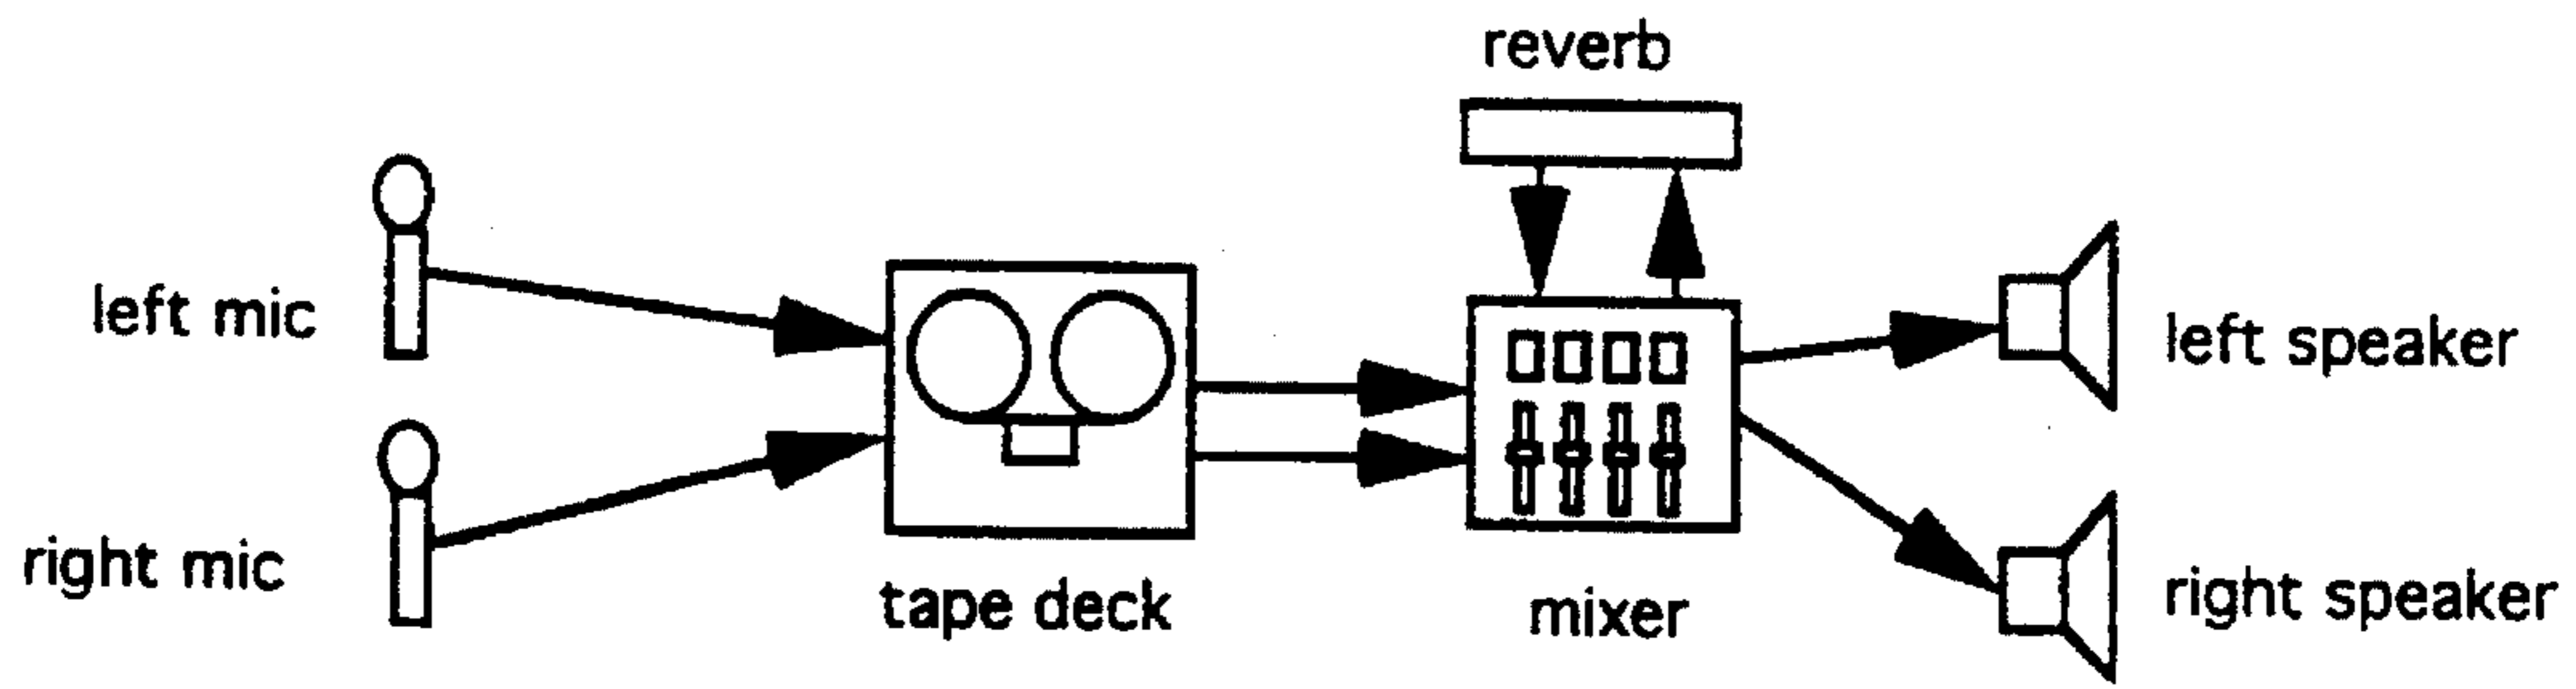 reverb
left mic
right mic
tape deck
mixer
left speaker
right speaker